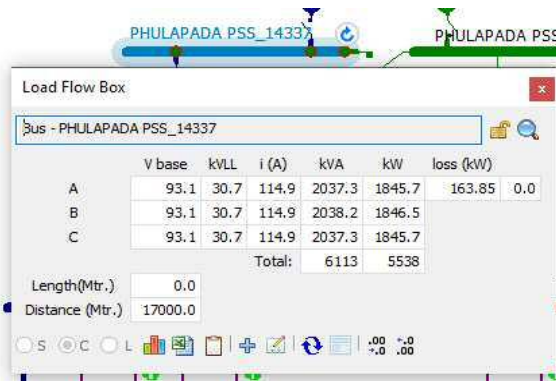 PHULAPADA PSS_14337
PHULAPADA PSS
Load Flow Box
x
Bus - PHULAPADA PSS_14337
V base kVLL i (A) kVA kW loss (kW)
A 93.1 30.7 114.9 2037.3 1845.7 163.85 0.0
B 93.1 30.7 114.9 2038.2 1846.5
C 93.1 30.7 114.9 2037.3 1845.7
Total: 6113 5538
Length(Mtr.) 0.0
Distance (Mtr.) 17000.0
S C L .00 →.0 .0 .00